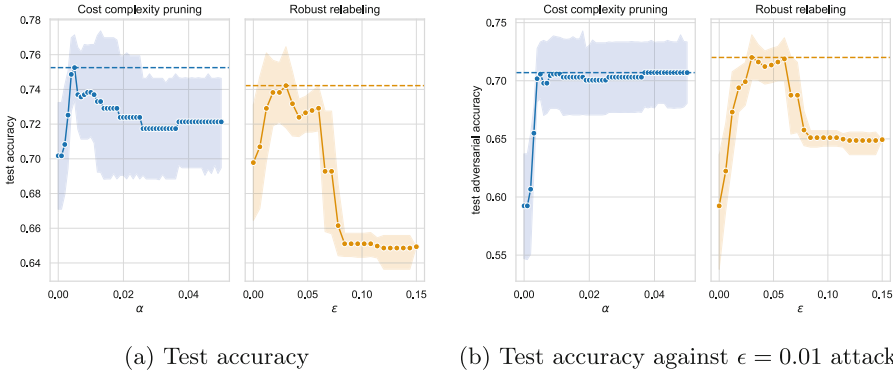 Cost complexity pruning
Robust relabeling
test accuracy
0.78
0.76
0.74
0.72
0.70
0.68
0.66
0.64
0.00 0.02 0.04
α
0.00 0.05 0.10 0.15
ε
(a) Test accuracy
Cost complexity pruning
Robust relabeling
test adversarial accuracy
0.75
0.70
0.65
0.60
0.55
0.00 0.02 0.04
α
0.00 0.05 0.10 0.15
ε
(b) Test accuracy against ϵ = 0.01 attack